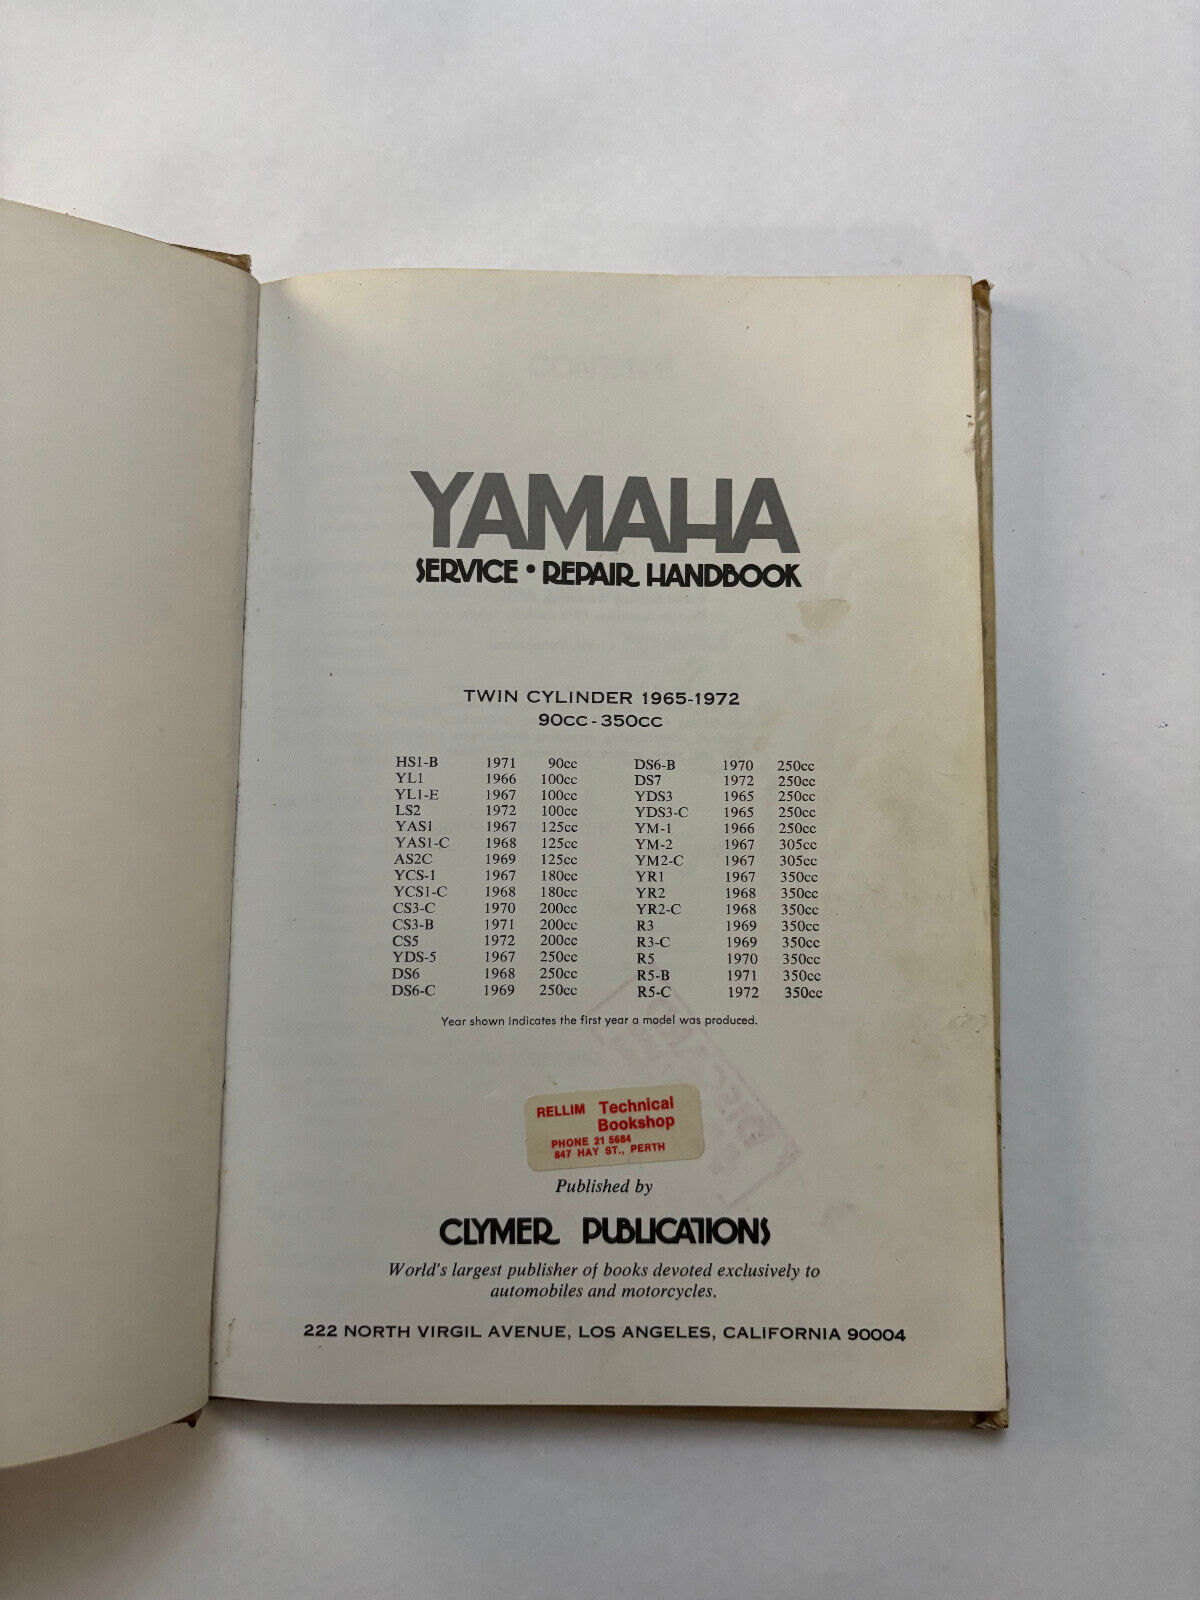 YAMAHA
SERVICE • REPAIR HANDBOOK
TWIN CYLINDER 1965-1972
90CC - 350CC
HS1-B 1971 90cc
YL1 1966 100cc
YL1-E 1967 100cc
LS2 1972 100cc
YAS1 1967 125cc
YAS1-C 1968 125cc
AS2C 1969 125cc
YCS-1 1967 180cc
YCS1-C 1968 180cc
CS3-C 1970 200cc
CS3-B 1971 200cc
CS5 1972 200cc
YDS-5 1967 250cc
DS6 1968 250cc
DS6-C 1969 250cc
DS6-B 1970 250cc
DS7 1972 250cc
YDS3 1965 250cc
YDS3-C 1965 250cc
YM-1 1966 250cc
YM-2 1967 305cc
YM2-C 1967 305cc
YR1 1967 350cc
YR2 1968 350cc
YR2-C 1968 350cc
R3 1969 350cc
R3-C 1969 350cc
R5 1970 350cc
R5-B 1971 350cc
R5-C 1972 350cc
Year shown indicates the first year a model was produced.
RELLIM Technical
Bookshop
PHONE 21 5684
847 HAY ST., PERTH
Published by
CLYMER PUBLICATIONS
World's largest publisher of books devoted exclusively to
automobiles and motorcycles.
222 NORTH VIRGIL AVENUE, LOS ANGELES, CALIFORNIA 90004